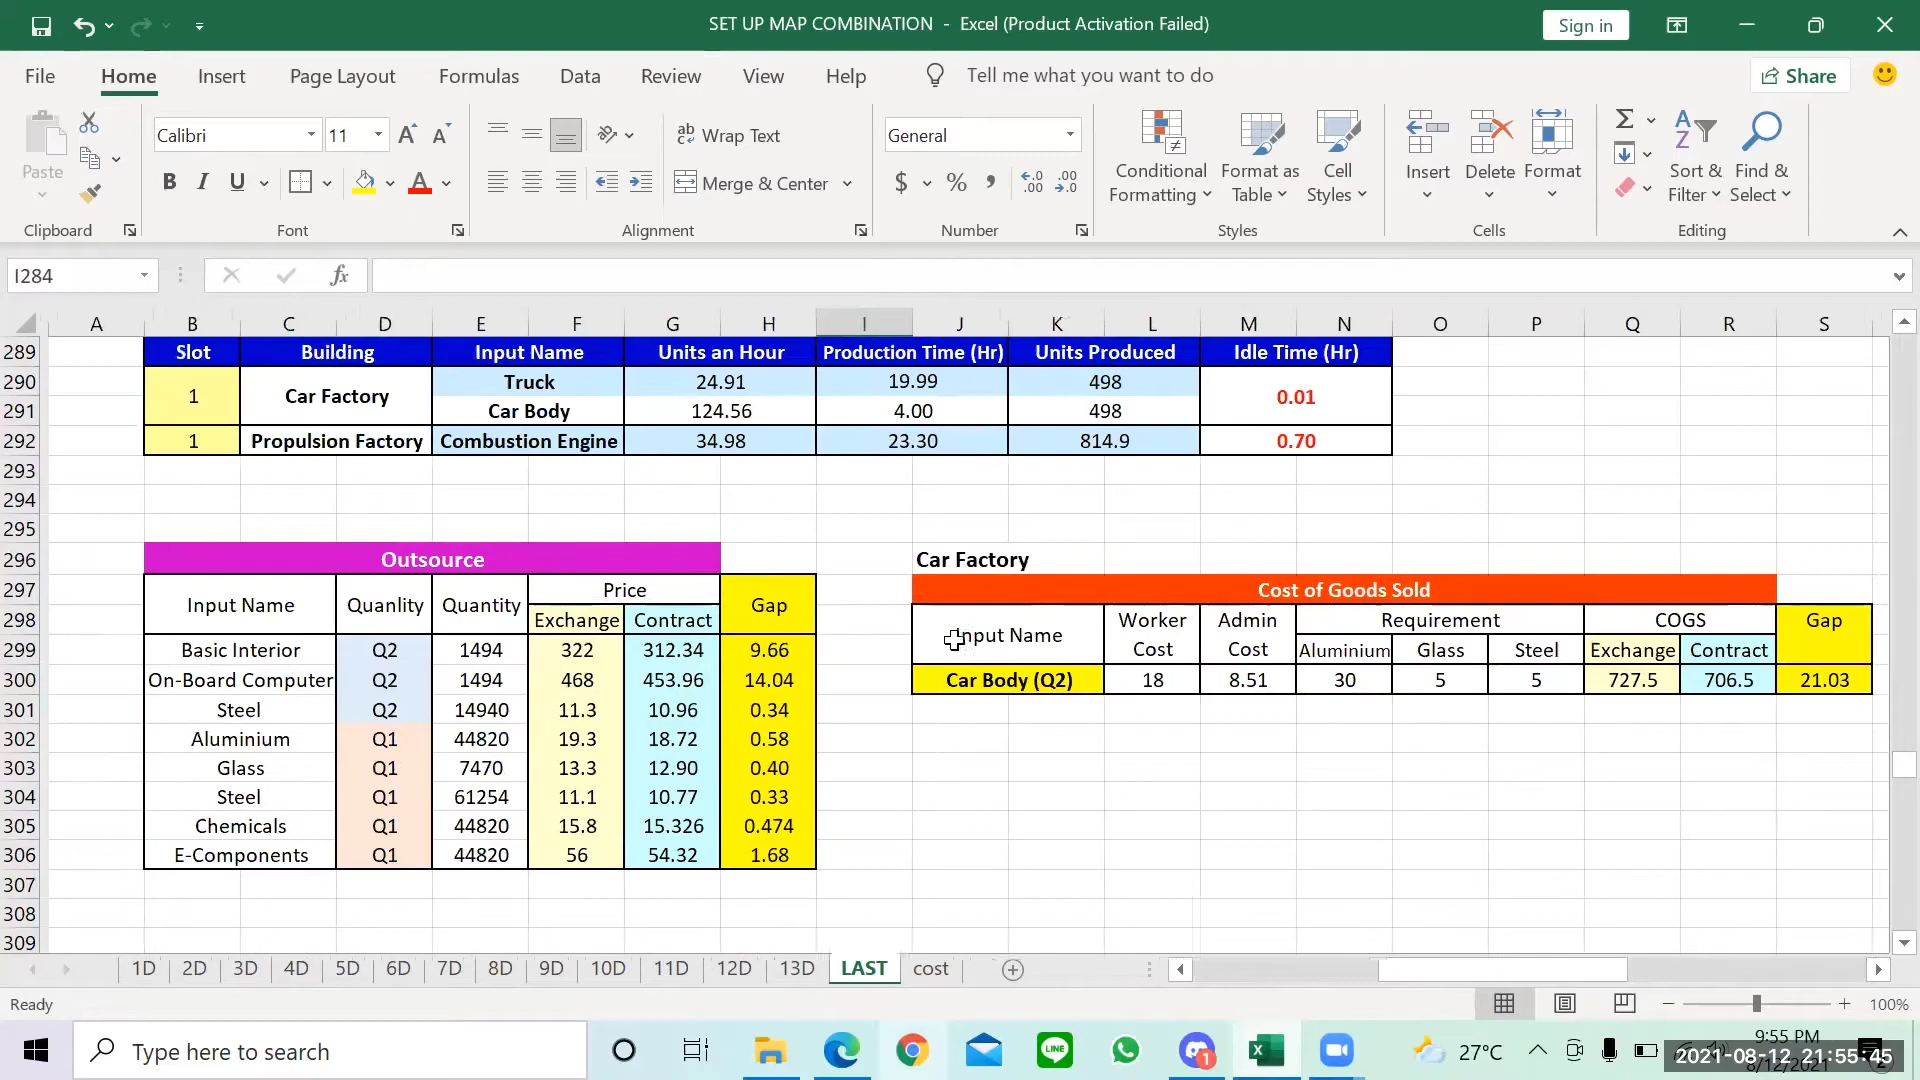 SET UP MAP COMBINATION - Excel (Product Activation Failed)
Sign in
File Home Insert Page Layout Formulas Data Review View Help Tell me what you want to do Share
Paste
Calibri 11
Wrap Text
Merge & Center
General
Conditional Formatting
Format as Table
Cell Styles
Insert Delete Format
Sort & Filter
Find & Select
Clipboard Font Alignment Number Styles Cells Editing
I284 fx
A B C D E F G H I J K L M N O P Q R S
289 Slot Building Input Name Units an Hour Production Time (Hr) Units Produced Idle Time (Hr)
290 1 Car Factory Truck 24.91 19.99 498 0.01
291 Car Body 124.56 4.00 498
292 1 Propulsion Factory Combustion Engine 34.98 23.30 814.9 0.70
293
294
295
296 Outsource Car Factory
297 Input Name Quanlity Quantity Price Gap Cost of Goods Sold
298 Exchange Contract Input Name Worker Cost Admin Cost Requirement COGS Gap
299 Basic Interior Q2 1494 322 312.34 9.66 Aluminium Glass Steel Exchange Contract
300 On-Board Computer Q2 1494 468 453.96 14.04 Car Body (Q2) 18 8.51 30 5 5 727.5 706.5 21.03
301 Steel Q2 14940 11.3 10.96 0.34
302 Aluminium Q1 44820 19.3 18.72 0.58
303 Glass Q1 7470 13.3 12.90 0.40
304 Steel Q1 61254 11.1 10.77 0.33
305 Chemicals Q1 44820 15.8 15.326 0.474
306 E-Components Q1 44820 56 54.32 1.68
307
308
309
1D 2D 3D 4D 5D 6D 7D 8D 9D 10D 11D 12D 13D LAST cost
Ready 100%
Type here to search
27°C
9:55 PM
2021-08-12 21:55:45